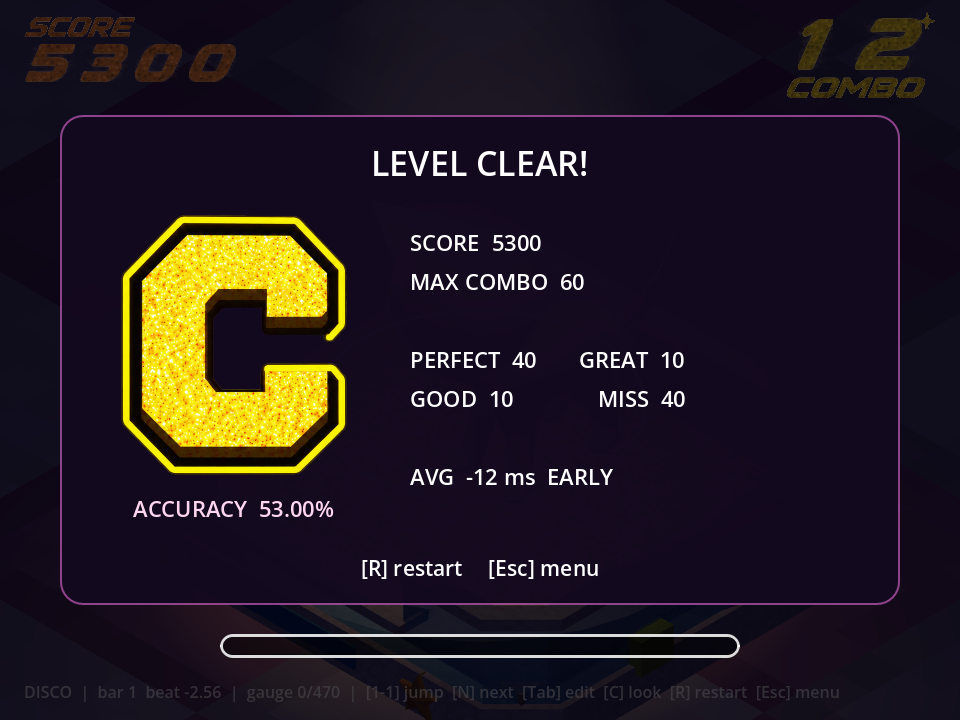 SCORE
5300
12
COMBO
LEVEL CLEAR!
C
SCORE 5300
MAX COMBO 60
PERFECT 40 GREAT 10
GOOD 10 MISS 40
AVG -12 ms EARLY
ACCURACY 53.00%
[R] restart [Esc] menu
DISCO | bar 1 beat -2.56 | gauge 0/470 | [1-1] jump [N] next [Tab] edit [C] look [R] restart [Esc] menu